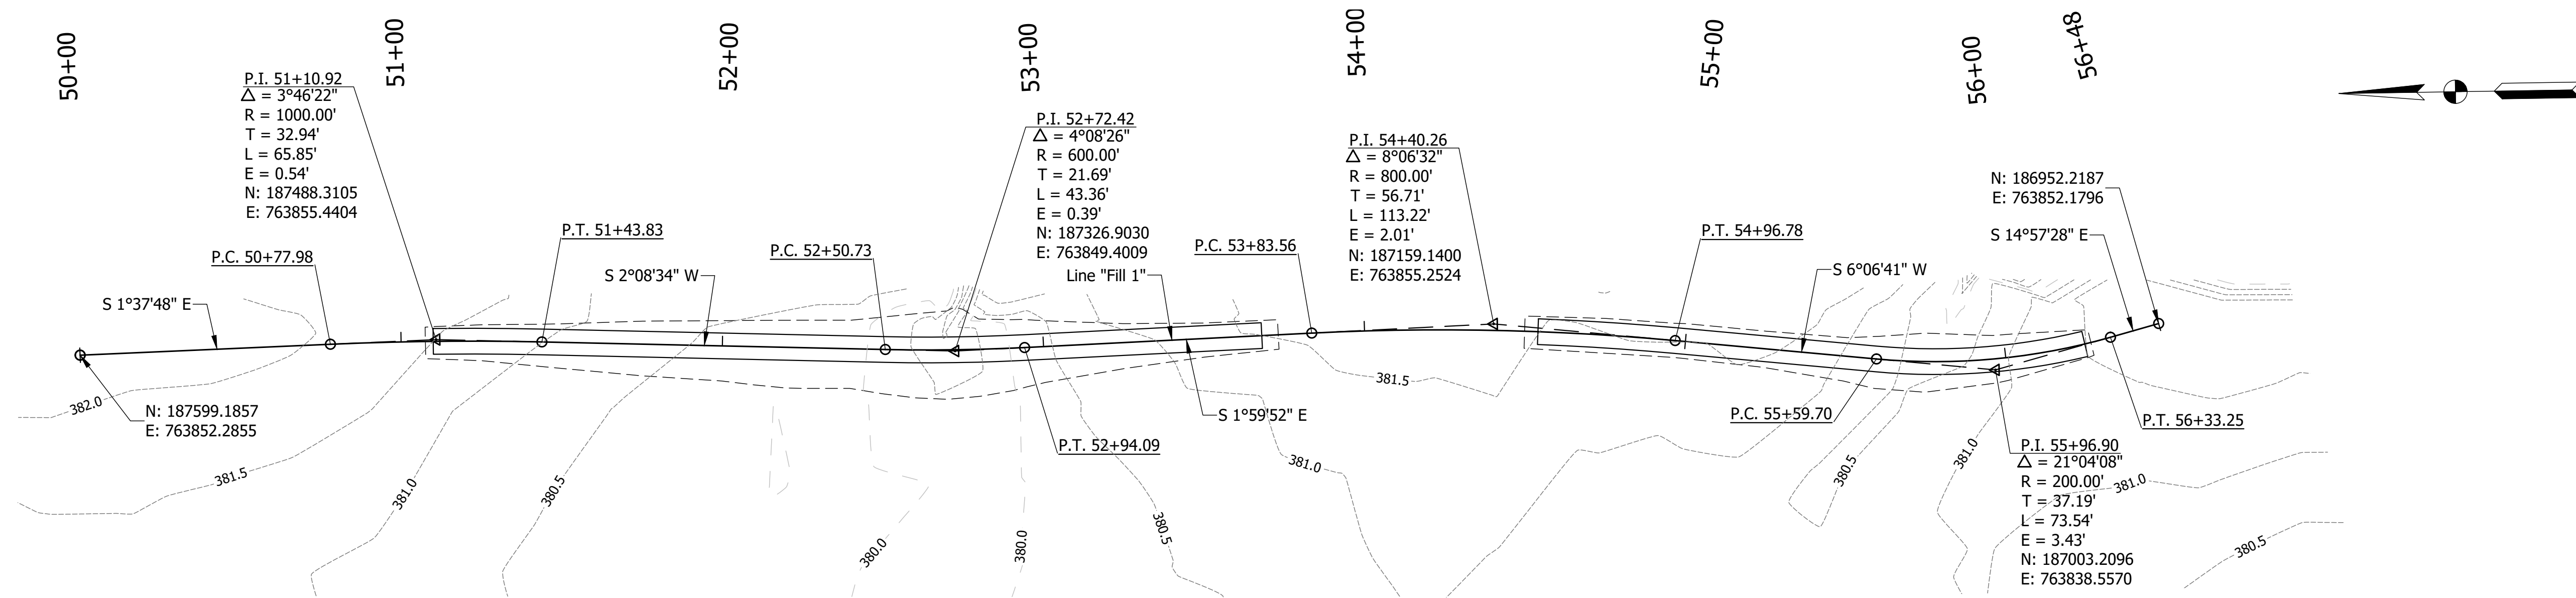 50+00
51+00
52+00
53+00
54+00
55+00
56+00
56+48
P.I. 51+10.92
Δ = 3°46'22"
R = 1000.00'
T = 32.94'
L = 65.85'
E = 0.54'
N: 187488.3105
E: 763855.4404
P.I. 52+72.42
Δ = 4°08'26"
R = 600.00'
T = 21.69'
L = 43.36'
E = 0.39'
N: 187326.9030
E: 763849.4009
P.I. 54+40.26
Δ = 8°06'32"
R = 800.00'
T = 56.71'
L = 113.22'
E = 2.01'
N: 187159.1400
E: 763855.2524
N: 186952.2187
E: 763852.1796
S 14°57'28" E
P.C. 50+77.98
P.T. 51+43.83
P.C. 52+50.73
P.C. 53+83.56
P.T. 54+96.78
S 1°37'48" E
S 2°08'34" W
Line "Fill 1"
S 6°06'41" W
N: 187599.1857
E: 763852.2855
S 1°59'52" E
P.T. 52+94.09
P.C. 55+59.70
P.T. 56+33.25
P.I. 55+96.90
Δ = 21°04'08"
R = 200.00'
T = 37.19'
L = 73.54'
E = 3.43'
N: 187003.2096
E: 763838.5570
382.0
381.5
381.0
380.5
380.0
380.0
380.5
381.0
381.5
380.5
381.0
381.0
380.5